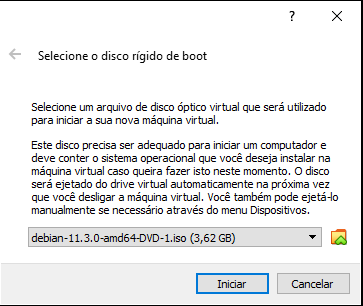 ?
Selecione o disco rígido de boot
Selecione um arquivo de disco óptico virtual que será utilizado
para iniciar a sua nova máquina virtual.
Este disco precisa ser adequado para iniciar um computador e
deve conter o sistema operacional que você deseja instalar na
máquina virtual caso queira fazer isto neste momento. O disco
será ejetado do drive virtual automaticamente na próxima vez
que você desligar a máquina virtual. Você também pode ejetá-lo
manualmente se necessário através do menu Dispositivos.
debian-11.3.0-amd64-DVD-1.iso (3,62 GB)
Iniciar
Cancelar